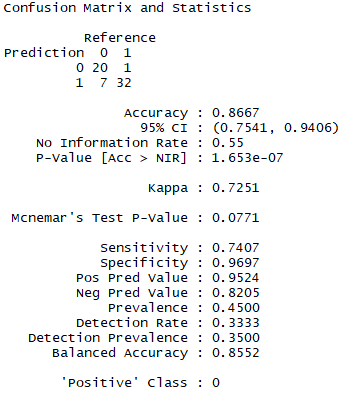 Confusion Matrix and Statistics
Reference
Prediction 0 1
0 20 1
1 7 32
Accuracy : 0.8667
95% CI : (0.7541, 0.9406)
No Information Rate : 0.55
P-Value [Acc > NIR] : 1.653e-07
Kappa : 0.7251
Mcnemar's Test P-Value : 0.0771
Sensitivity : 0.7407
Specificity : 0.9697
Pos Pred Value : 0.9524
Neg Pred Value : 0.8205
Prevalence : 0.4500
Detection Rate : 0.3333
Detection Prevalence : 0.3500
Balanced Accuracy : 0.8552
'Positive' Class : 0